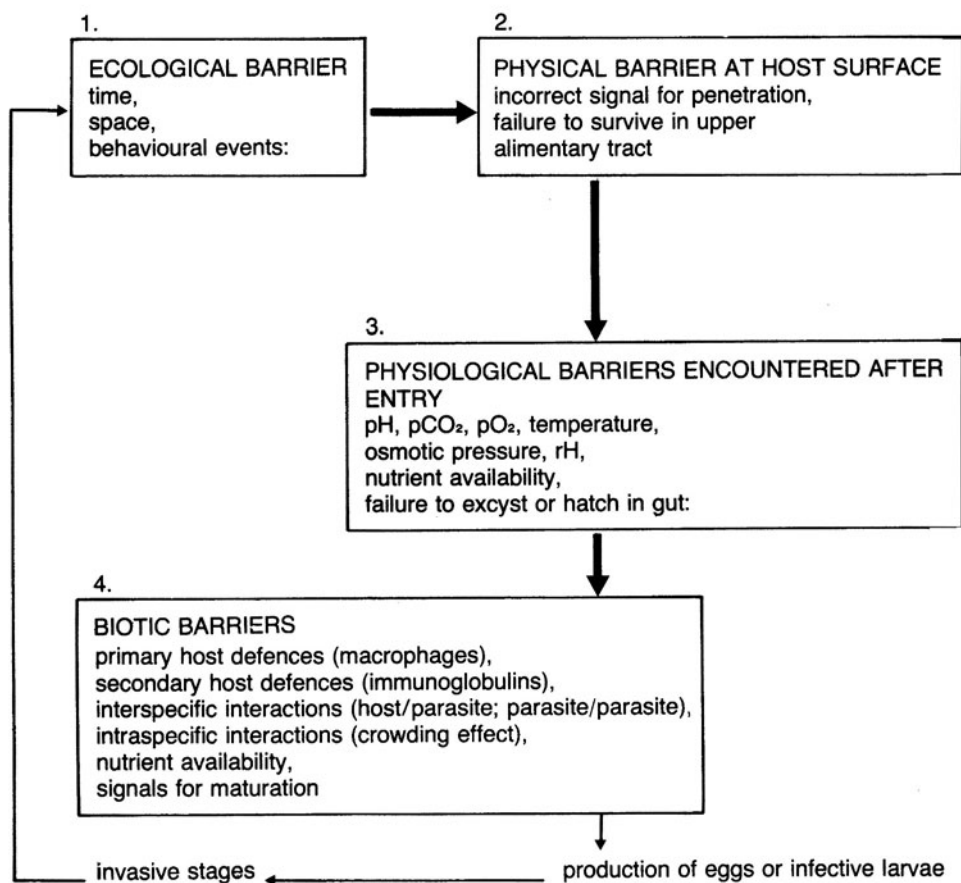 1.
ECOLOGICAL BARRIER
time,
space,
behavioural events:
2.
PHYSICAL BARRIER AT HOST SURFACE
incorrect signal for penetration,
failure to survive in upper
alimentary tract
3.
PHYSIOLOGICAL BARRIERS ENCOUNTERED AFTER
ENTRY
pH, pCO₂, pO₂, temperature,
osmotic pressure, rH,
nutrient availability,
failure to excyst or hatch in gut:
4.
BIOTIC BARRIERS
primary host defences (macrophages),
secondary host defences (immunoglobulins),
interspecific interactions (host/parasite; parasite/parasite),
intraspecific interactions (crowding effect),
nutrient availability,
signals for maturation
invasive stages
production of eggs or infective larvae